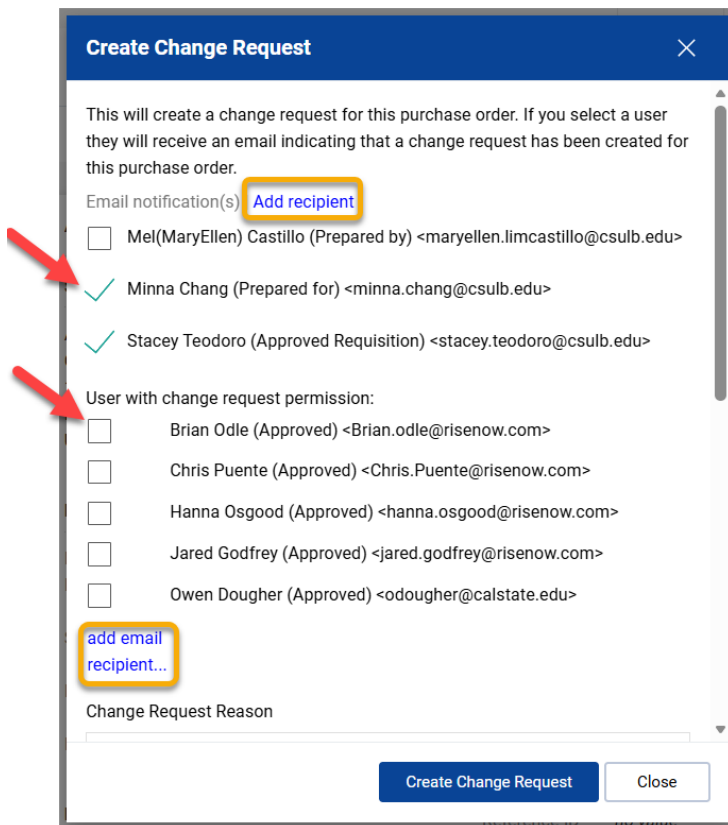 Create Change Request
This will create a change request for this purchase order. If you select a user
they will receive an email indicating that a change request has been created for
this purchase order.
Email notification(s) Add recipient
Mel(MaryEllen) Castillo (Prepared by) <maryellen.limcastillo@csulb.edu>
Minna Chang (Prepared for) <minna.chang@csulb.edu>
Stacey Teodoro (Approved Requisition) <stacey.teodoro@csulb.edu>
User with change request permission:
Brian Odle (Approved) <Brian.odle@risenow.com>
Chris Puente (Approved) <Chris.Puente@risenow.com>
Hanna Osgood (Approved) <hanna.osgood@risenow.com>
Jared Godfrey (Approved) <jared.godfrey@risenow.com>
Owen Dougher (Approved) <odougher@calstate.edu>
add email
recipient...
Change Request Reason
Create Change Request Close